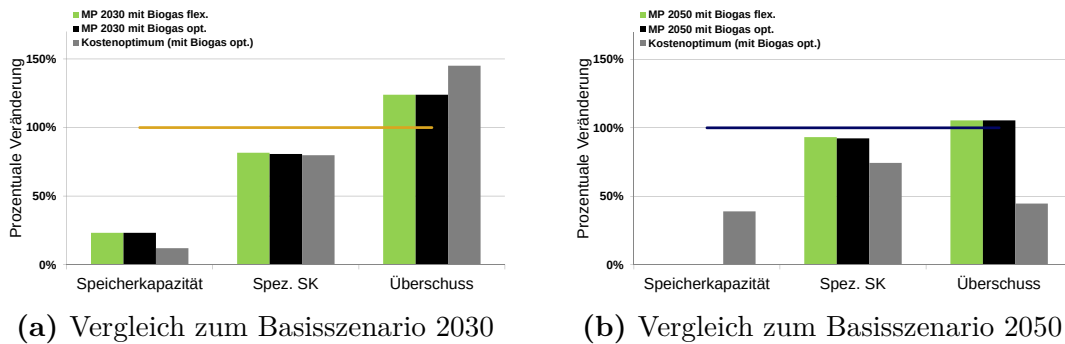 MP 2030 mit Biogas flex.
MP 2030 mit Biogas opt.
Kostenoptimum (mit Biogas opt.)
Prozentuale Veränderung
150%
100%
50%
0%
Speicherkapazität
Spez. SK
Überschuss
(a) Vergleich zum Basisszenario 2030
MP 2050 mit Biogas flex.
MP 2050 mit Biogas opt.
Kostenoptimum (mit Biogas opt.)
Prozentuale Veränderung
150%
100%
50%
0%
Speicherkapazität
Spez. SK
Überschuss
(b) Vergleich zum Basisszenario 2050